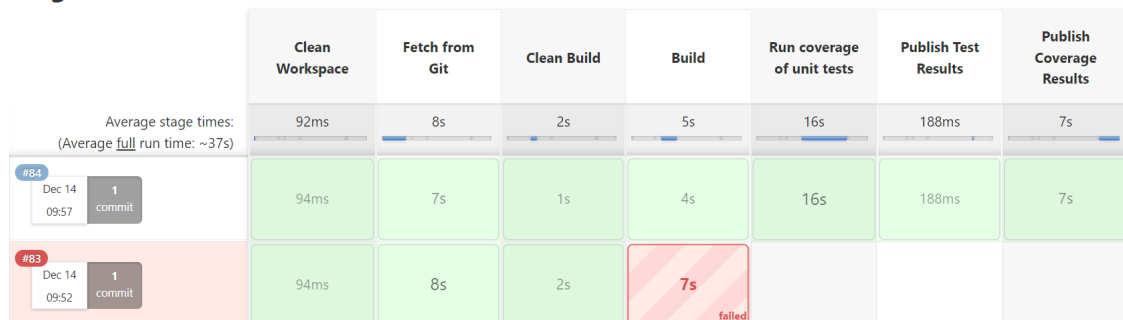 Clean
Workspace
Fetch from
Git
Clean Build
Build
Run coverage
of unit tests
Publish Test
Results
Publish
Coverage
Results
Average stage times:
(Average full run time: ~37s)
92ms
8s
2s
5s
16s
188ms
7s
#84
Dec 14
09:57
1
commit
94ms
7s
1s
4s
16s
188ms
7s
#83
Dec 14
09:52
1
commit
94ms
8s
2s
7s
failed